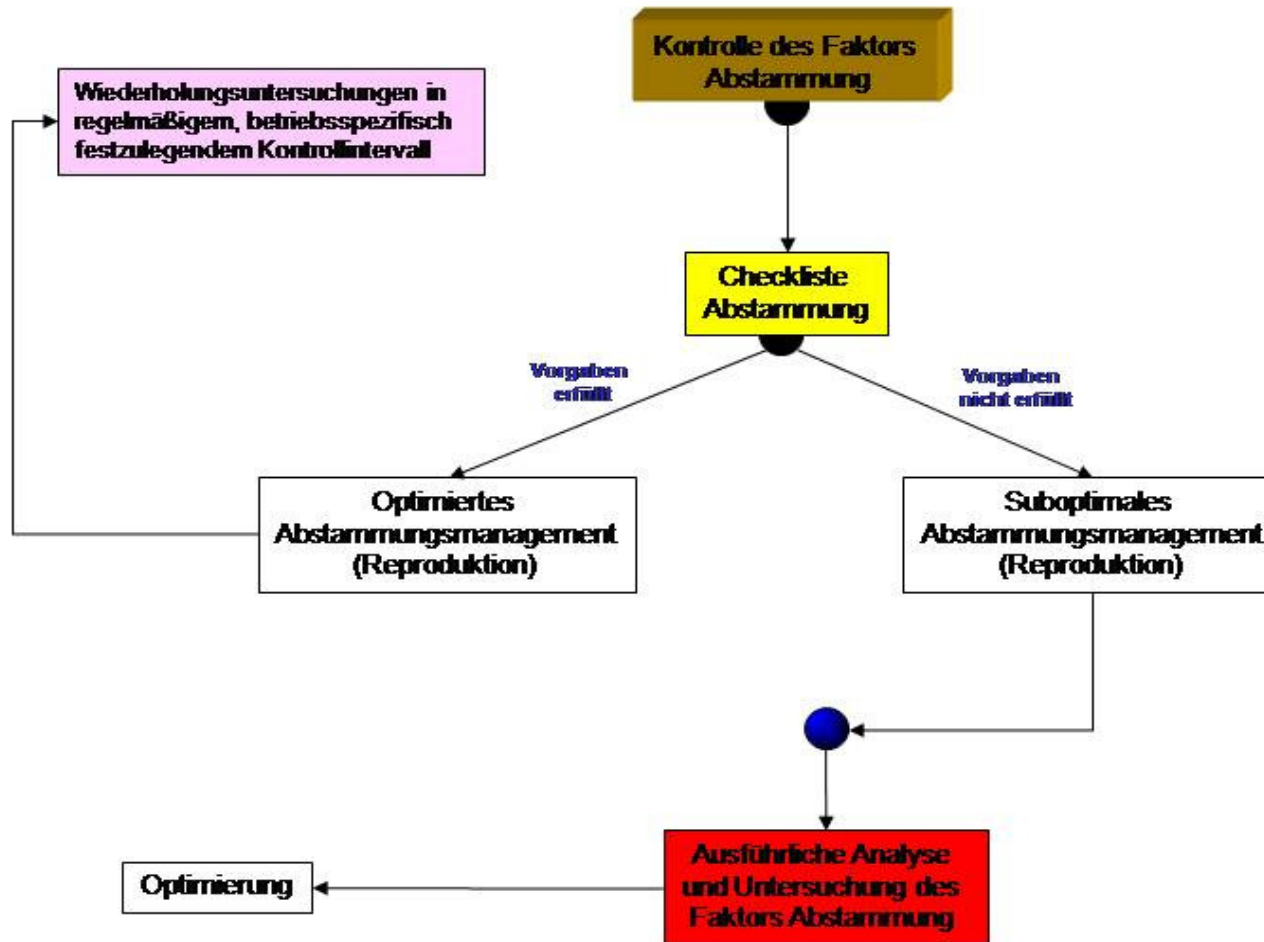 Kontrolle des Faktors
Abstammung
Wiederholungsuntersuchungen in
regelmäßigem, betriebsspezifisch
festzulegendem Kontrollintervall
Checkliste
Abstammung
Vorgaben
erfüllt
Vorgaben
nicht erfüllt
Optimiertes
Abstammungsmanagement
(Reproduktion)
Suboptimales
Abstammungsmanagement
(Reproduktion)
Ausführliche Analyse
und Untersuchung des
Faktors Abstammung
Optimierung